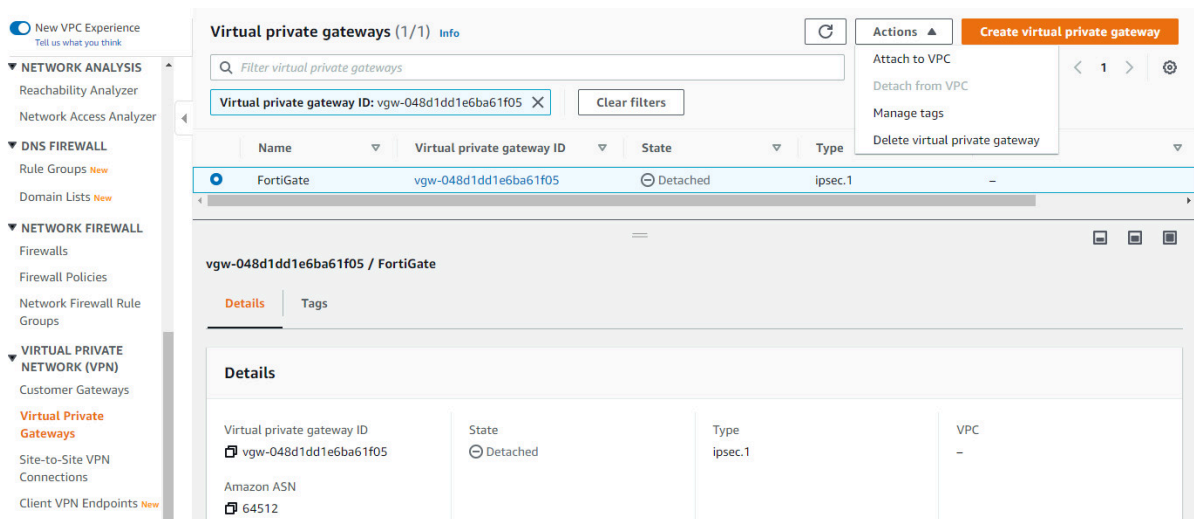 New VPC Experience
Tell us what you think
NETWORK ANALYSIS
Reachability Analyzer
Network Access Analyzer
DNS FIREWALL
Rule Groups New
Domain Lists New
NETWORK FIREWALL
Firewalls
Firewall Policies
Network Firewall Rule
Groups
VIRTUAL PRIVATE
NETWORK (VPN)
Customer Gateways
Virtual Private
Gateways
Site-to-Site VPN
Connections
Client VPN Endpoints New
Virtual private gateways (1/1) Info
Actions
Create virtual private gateway
Filter virtual private gateways
1
Virtual private gateway ID: vgw-048d1dd1e6ba61f05
Clear filters
Attach to VPC
Detach from VPC
Manage tags
Delete virtual private gateway
Name Virtual private gateway ID State Type
FortiGate vgw-048d1dd1e6ba61f05 Detached ipsec.1 –
vgw-048d1dd1e6ba61f05 / FortiGate
Details Tags
Details
Virtual private gateway ID State Type VPC
vgw-048d1dd1e6ba61f05 Detached ipsec.1 –
Amazon ASN
64512